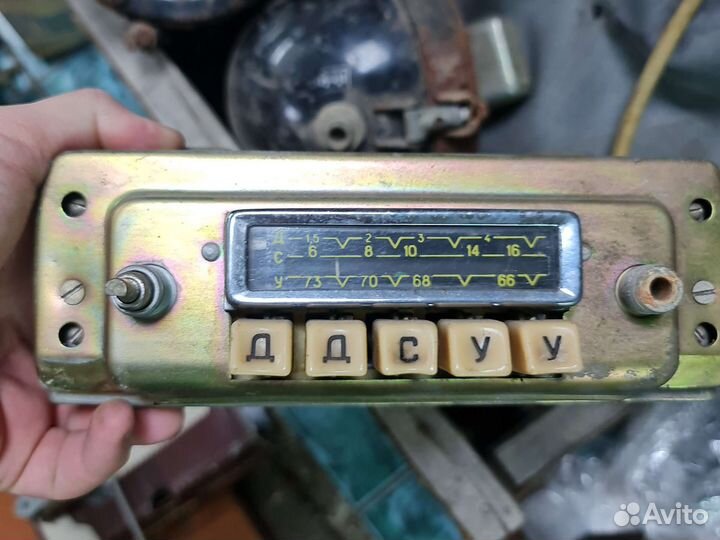 Д 1,5 2 3 4
С 6 8 10 14 16
У 73 70 68 66
Д Д С У У
Avito